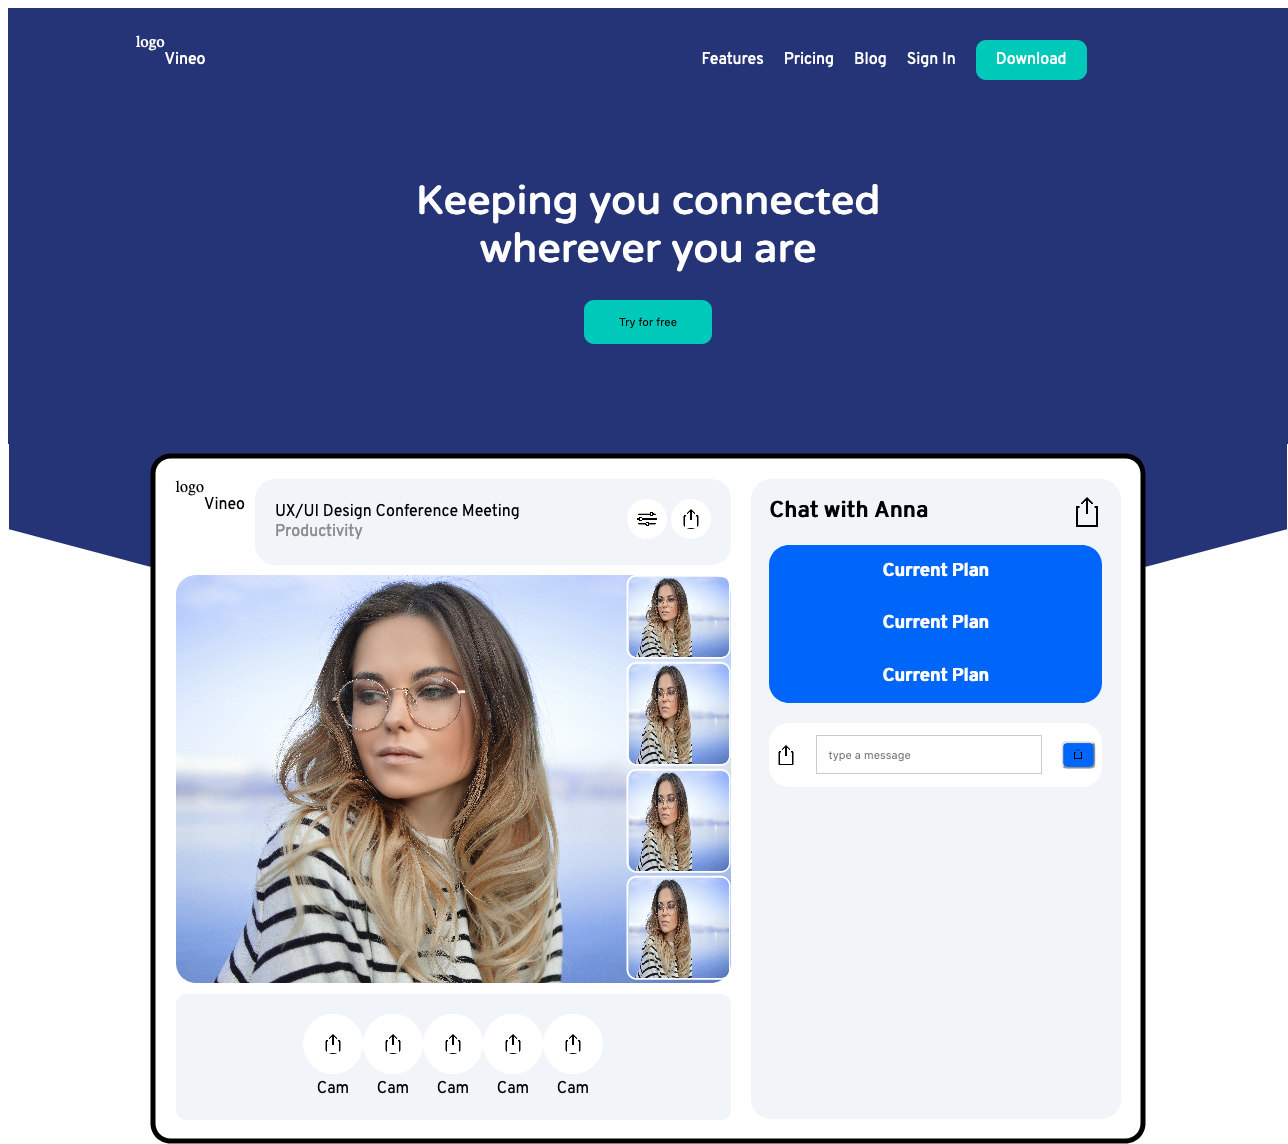 logo
Vineo
Features Pricing Blog Sign In Download
Keeping you connected
wherever you are
Try for free
logo
Vineo
UX/UI Design Conference Meeting
Productivity
Chat with Anna
Current Plan
Current Plan
Current Plan
type a message
Cam Cam Cam Cam Cam